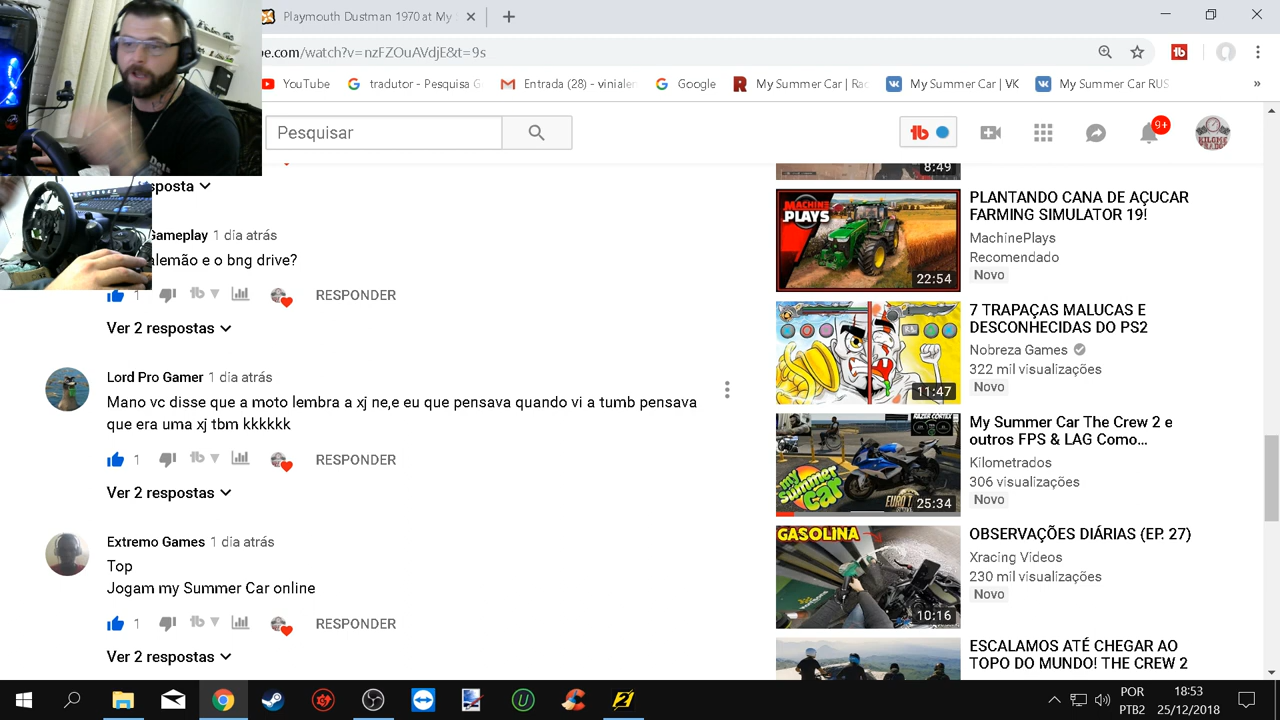 Playmouth Dustman 1970 at My
be.com/watch?v=nzFZOuAVdjE&t=9s
YouTube
tradutor - Pesquisa G
Entrada (28) - vinialen
Google
My Summer Car | Rac
My Summer Car | VK
My Summer Car RUS
»
Pesquisar
9+
sposta
Gameplay 1 dia atrás
alemão e o bng drive?
1 RESPONDER
Ver 2 respostas
Lord Pro Gamer 1 dia atrás
Mano vc disse que a moto lembra a xj ne,e eu que pensava quando vi a tumb pensava
que era uma xj tbm kkkkkk
1 RESPONDER
Ver 2 respostas
Extremo Games 1 dia atrás
Top
Jogam my Summer Car online
1 RESPONDER
Ver 2 respostas
8:49
MACHINE
PLAYS
22:54
PLANTANDO CANA DE AÇUCAR
FARMING SIMULATOR 19!
MachinePlays
Recomendado
Novo
11:47
7 TRAPAÇAS MALUCAS E
DESCONHECIDAS DO PS2
Nobreza Games
322 mil visualizações
Novo
my
summer
car
25:34
My Summer Car The Crew 2 e
outros FPS & LAG Como...
Kilometrados
306 visualizações
Novo
GASOLINA
10:16
OBSERVAÇÕES DIÁRIAS (EP. 27)
Xracing Videos
230 mil visualizações
Novo
ESCALAMOS ATÉ CHEGAR AO
TOPO DO MUNDO! THE CREW 2
POR
PTB2
18:53
25/12/2018